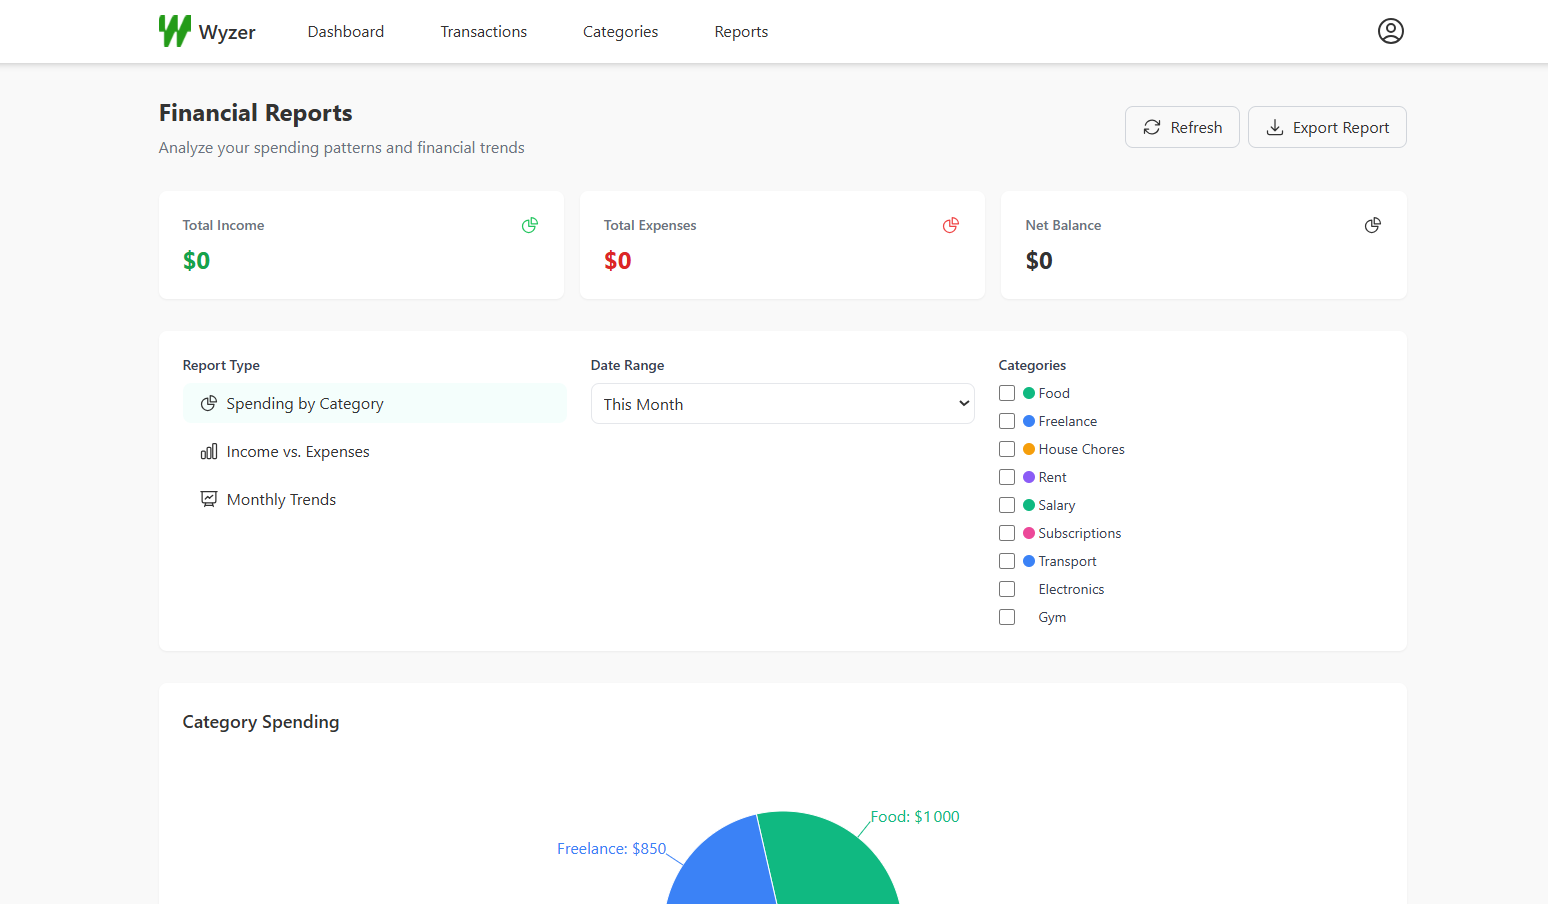 Wyzer Dashboard Transactions Categories Reports
Financial Reports
Analyze your spending patterns and financial trends
Refresh Export Report
Total Income
$0
Total Expenses
$0
Net Balance
$0
Report Type
Spending by Category
Income vs. Expenses
Monthly Trends
Date Range
This Month
Categories
Food
Freelance
House Chores
Rent
Salary
Subscriptions
Transport
Electronics
Gym
Category Spending
Food: $1000
Freelance: $850